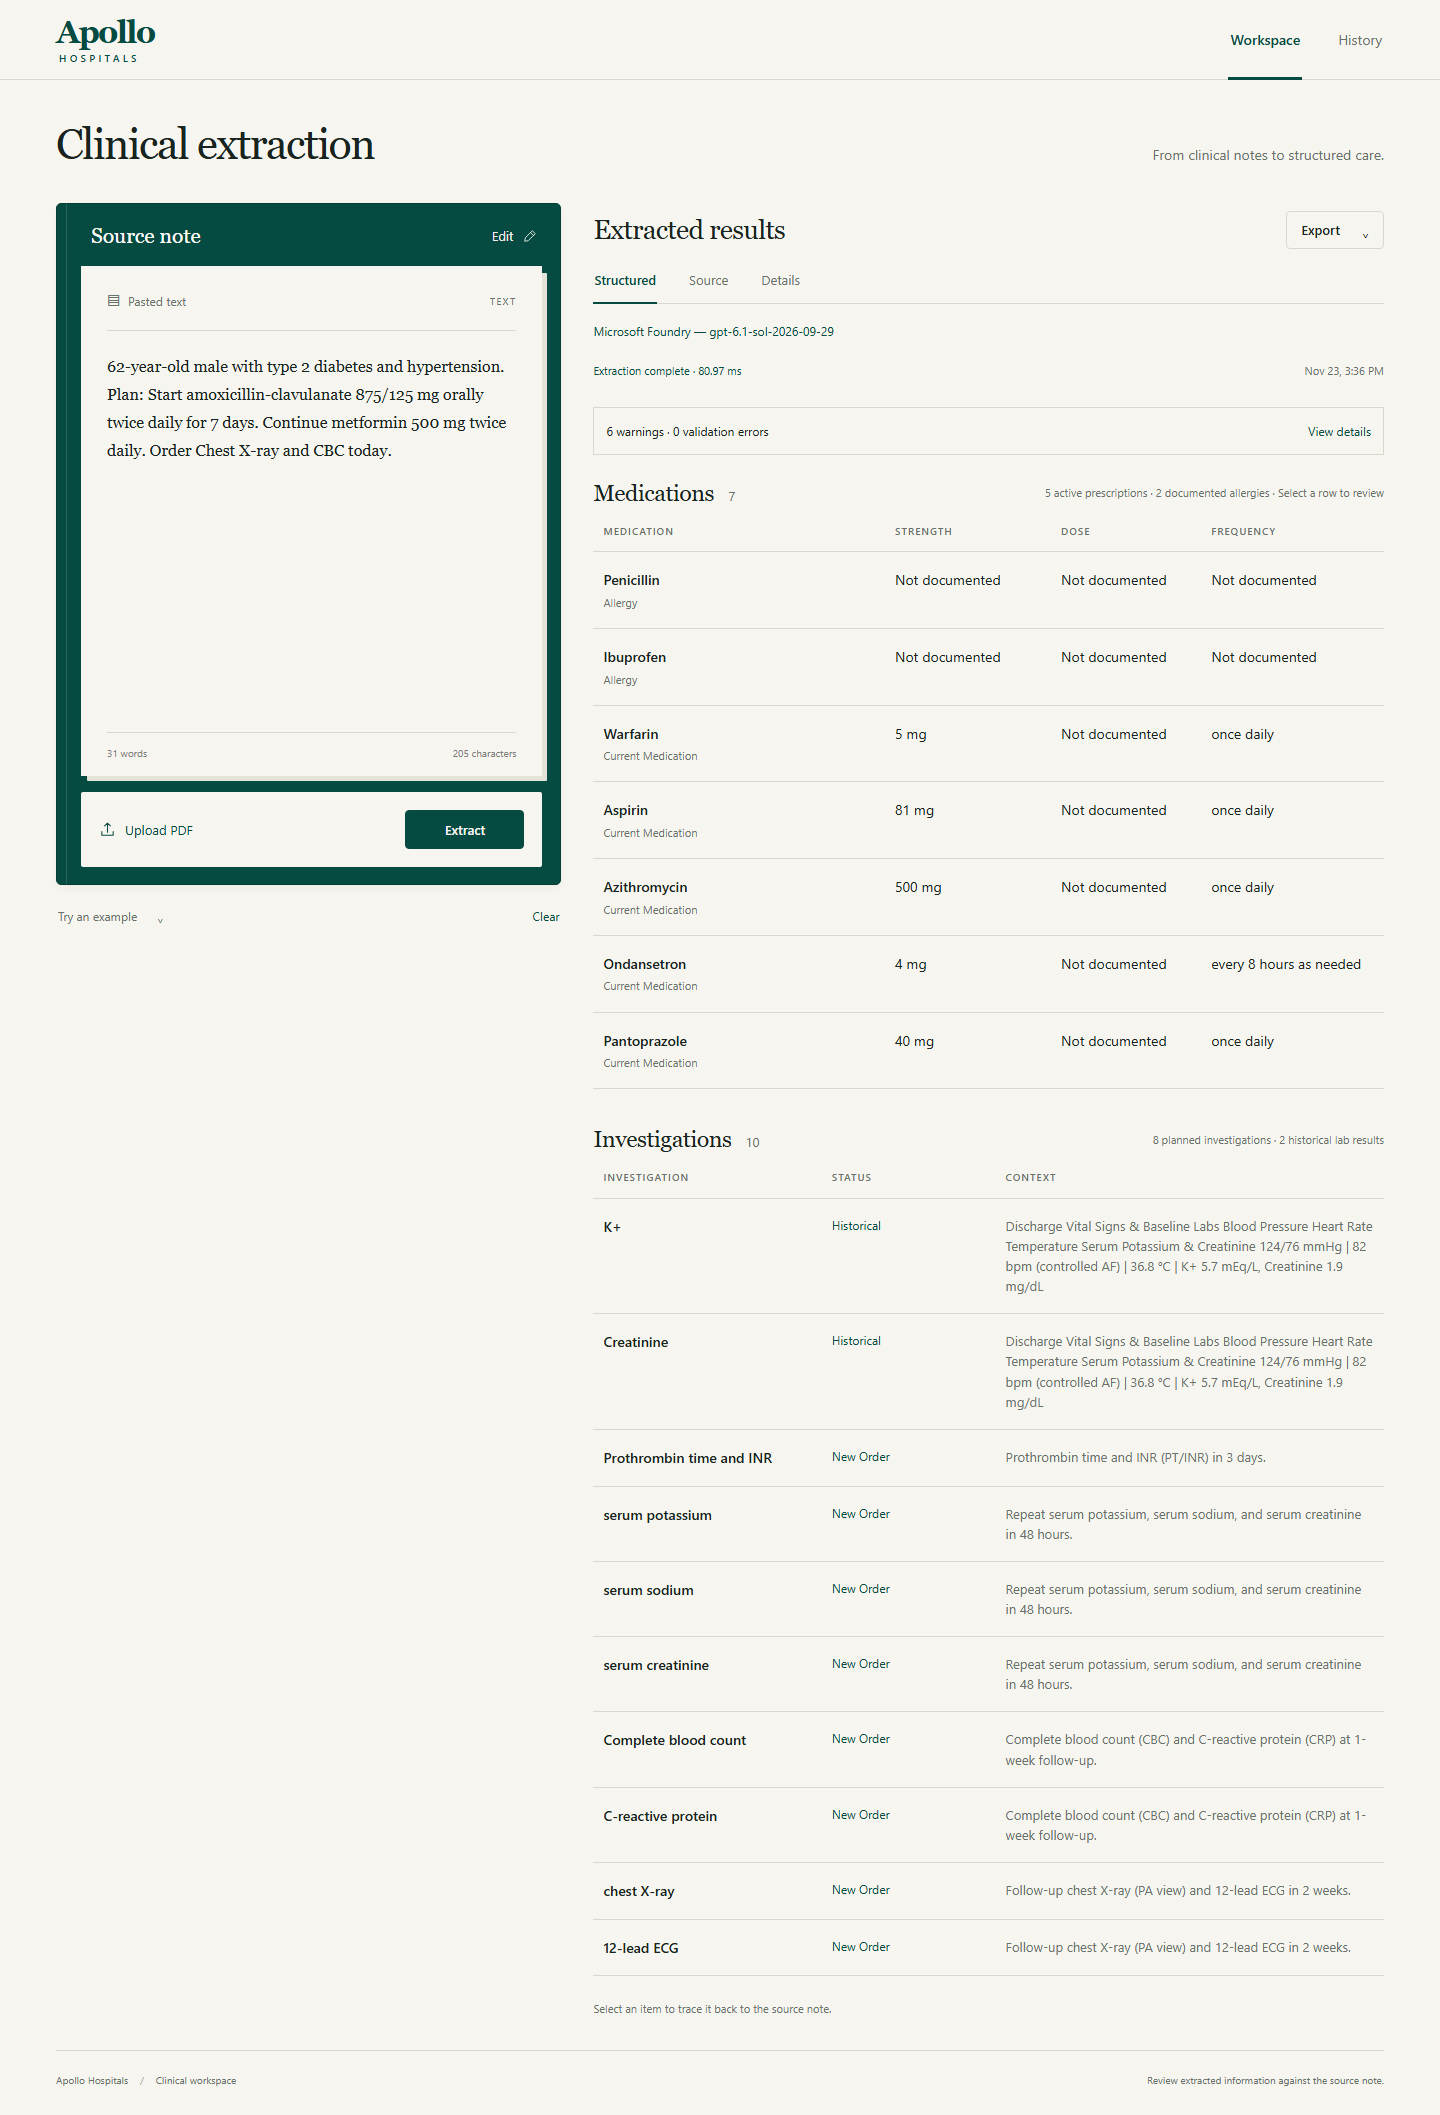 Apollo
HOSPITALS
Workspace
History
Clinical extraction
From clinical notes to structured care.
Source note
Edit
Pasted text
TEXT
62-year-old male with type 2 diabetes and hypertension.
Plan: Start amoxicillin-clavulanate 875/125 mg orally
twice daily for 7 days. Continue metformin 500 mg twice
daily. Order Chest X-ray and CBC today.
31 words
205 characters
Upload PDF
Extract
Try an example
Clear
Extracted results
Export
Structured
Source
Details
Microsoft Foundry — gpt-6.1-sol-2026-09-29
Extraction complete · 80.97 ms
Nov 23, 3:36 PM
6 warnings · 0 validation errors
View details
Medications 7
5 active prescriptions · 2 documented allergies · Select a row to review
MEDICATION STRENGTH DOSE FREQUENCY
Penicillin Not documented Not documented Not documented
Allergy
Ibuprofen Not documented Not documented Not documented
Allergy
Warfarin 5 mg Not documented once daily
Current Medication
Aspirin 81 mg Not documented once daily
Current Medication
Azithromycin 500 mg Not documented once daily
Current Medication
Ondansetron 4 mg Not documented every 8 hours as needed
Current Medication
Pantoprazole 40 mg Not documented once daily
Current Medication
Investigations 10
8 planned investigations · 2 historical lab results
INVESTIGATION STATUS CONTEXT
K+ Historical Discharge Vital Signs & Baseline Labs Blood Pressure Heart Rate
Temperature Serum Potassium & Creatinine 124/76 mmHg | 82
bpm (controlled AF) | 36.8 °C | K+ 5.7 mEq/L, Creatinine 1.9
mg/dL
Creatinine Historical Discharge Vital Signs & Baseline Labs Blood Pressure Heart Rate
Temperature Serum Potassium & Creatinine 124/76 mmHg | 82
bpm (controlled AF) | 36.8 °C | K+ 5.7 mEq/L, Creatinine 1.9
mg/dL
Prothrombin time and INR New Order Prothrombin time and INR (PT/INR) in 3 days.
serum potassium New Order Repeat serum potassium, serum sodium, and serum creatinine
in 48 hours.
serum sodium New Order Repeat serum potassium, serum sodium, and serum creatinine
in 48 hours.
serum creatinine New Order Repeat serum potassium, serum sodium, and serum creatinine
in 48 hours.
Complete blood count New Order Complete blood count (CBC) and C-reactive protein (CRP) at 1-
week follow-up.
C-reactive protein New Order Complete blood count (CBC) and C-reactive protein (CRP) at 1-
week follow-up.
chest X-ray New Order Follow-up chest X-ray (PA view) and 12-lead ECG in 2 weeks.
12-lead ECG New Order Follow-up chest X-ray (PA view) and 12-lead ECG in 2 weeks.
Select an item to trace it back to the source note.
Apollo Hospitals / Clinical workspace
Review extracted information against the source note.